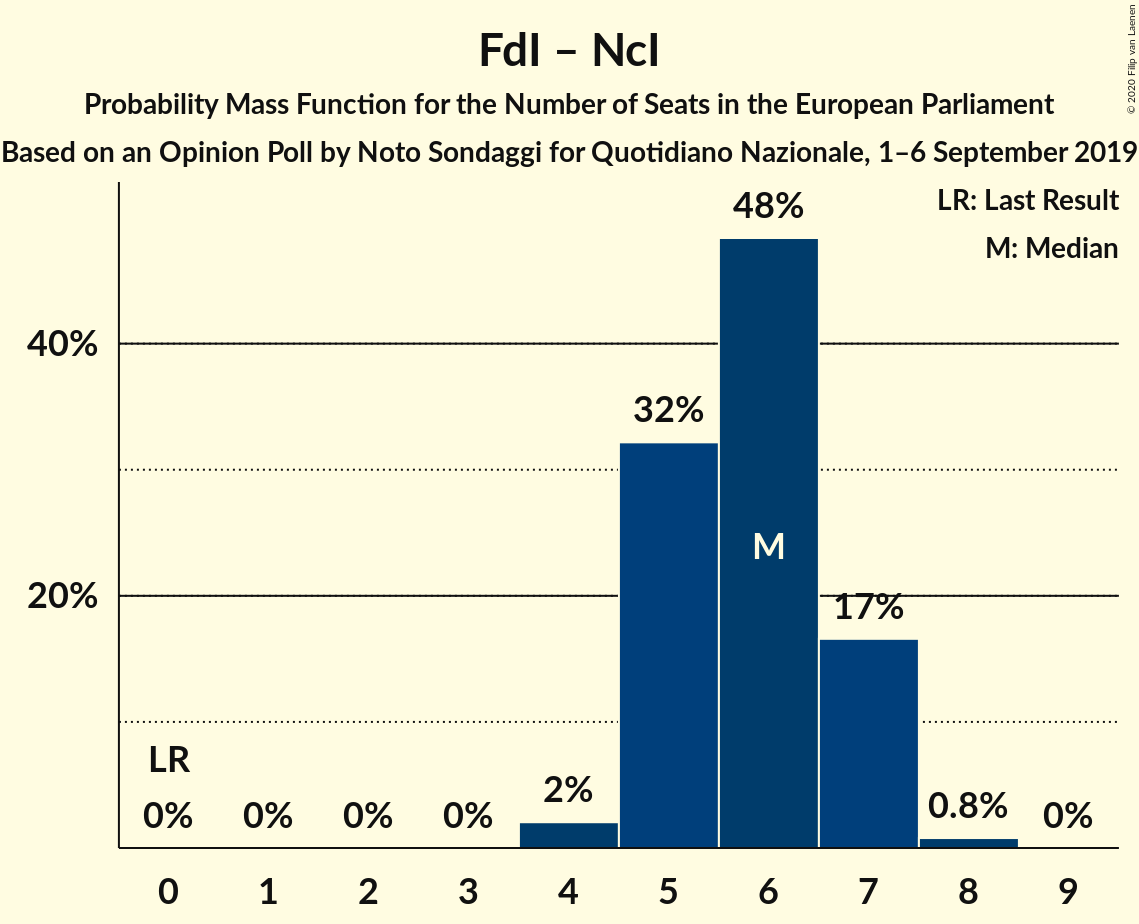 FdI – NcI
Probability Mass Function for the Number of Seats in the European Parliament
Based on an Opinion Poll by Noto Sondaggi for Quotidiano Nazionale, 1–6 September 2019
© 2020 Filip van Laenen
LR: Last Result
M: Median
48%
40%
32%
M
20%
17%
LR
0%
0%
0%
0%
2%
0.8%
0%
0
1
2
3
4
5
6
7
8
9